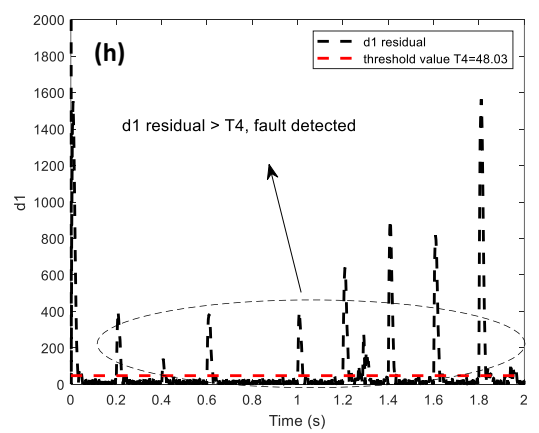 2000
1800
1600
1400
1200
1000
800
600
400
200
0
(h)
d1 residual
threshold value T4=48.03
d1 residual > T4, fault detected
d1
0 0.2 0.4 0.6 0.8 1 1.2 1.4 1.6 1.8 2
Time (s)